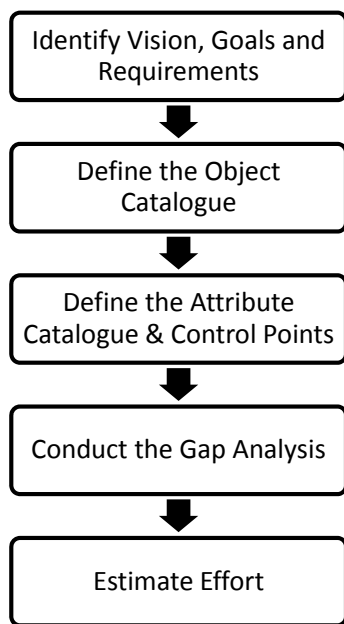 Identify Vision, Goals and
Requirements
Define the Object
Catalogue
Define the Attribute
Catalogue & Control Points
Conduct the Gap Analysis
Estimate Effort